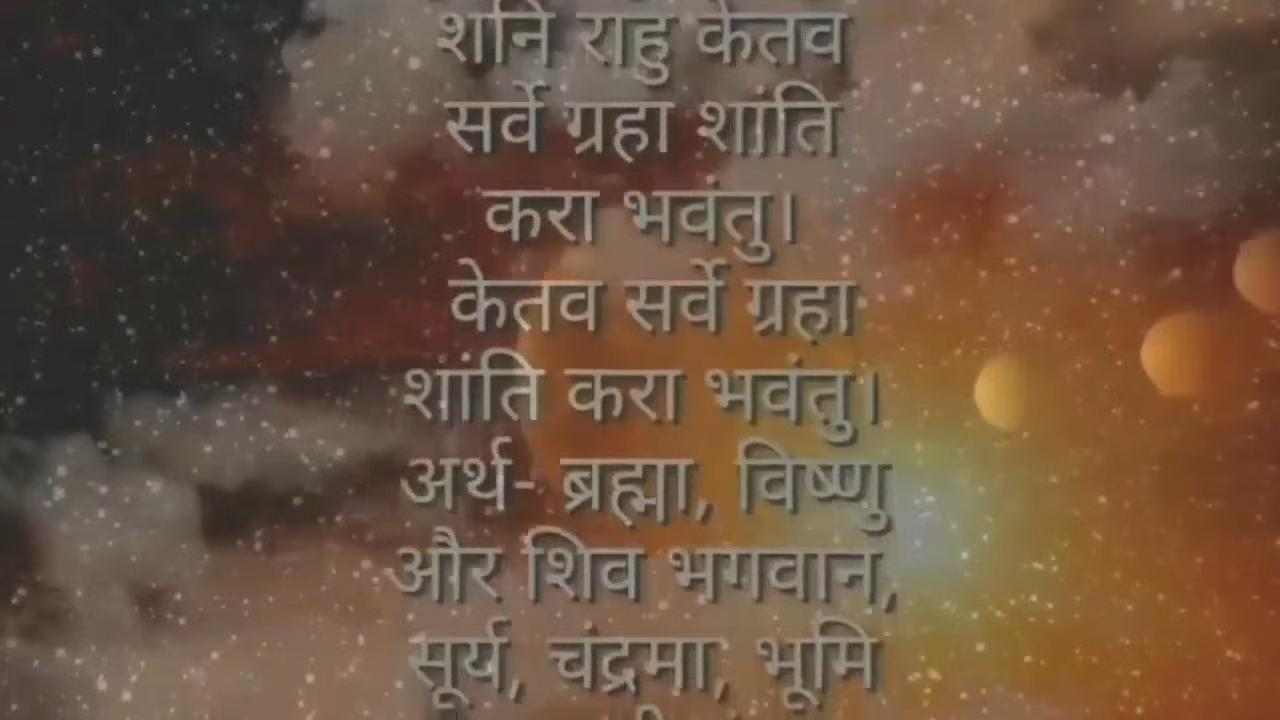 शनि राहु केतव
सर्वे ग्रहा शांति
करा भवंतु।
केतव सर्वे ग्रहा
शांति करा भवंतु।
अर्थ- ब्रह्मा, विष्णु
और शिव भगवान,
सूर्य, चंद्रमा, भूमि